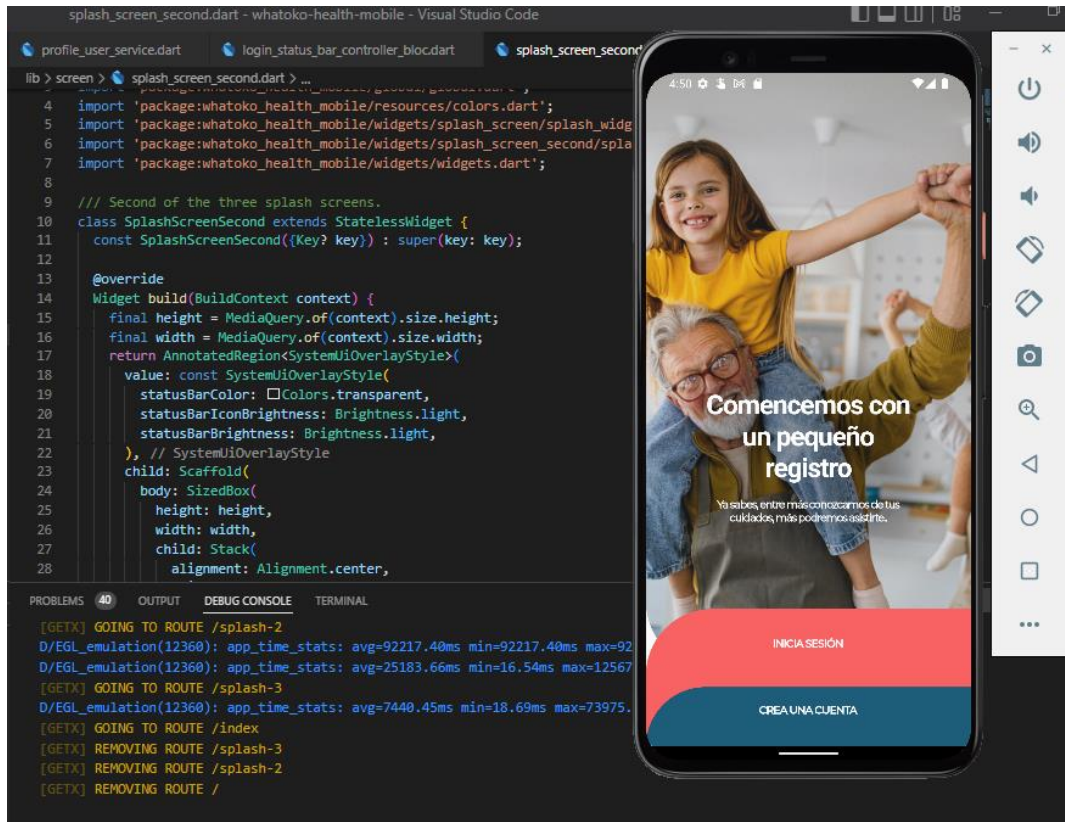 splash_screen_second.dart - whatoko-health-mobile - Visual Studio Code
profile_user_service.dart
login_status_bar_controller_bloc.dart
splash_screen_second
lib > screen > splash_screen_second.dart > ...
4 import 'package:whatoko_health_mobile/resources/colors.dart';
5 import 'package:whatoko_health_mobile/widgets/splash_screen/splash_widg
6 import 'package:whatoko_health_mobile/widgets/splash_screen_second/spla
7 import 'package:whatoko_health_mobile/widgets/widgets.dart';
8
9 /// Second of the three splash screens.
10 class SplashScreenSecond extends StatelessWidget {
11 const SplashScreenSecond({Key? key}) : super(key: key);
12
13 @override
14 Widget build(BuildContext context) {
15 final height = MediaQuery.of(context).size.height;
16 final width = MediaQuery.of(context).size.width;
17 return AnnotatedRegion<SystemUiOverlayStyle>(
18 value: const SystemUiOverlayStyle(
19 statusBarColor: Colors.transparent,
20 statusBarIconBrightness: Brightness.light,
21 statusBarBrightness: Brightness.light,
22 ), // SystemUiOverlayStyle
23 child: Scaffold(
24 body: SizedBox(
25 height: height,
26 width: width,
27 child: Stack(
28 alignment: Alignment.center,
PROBLEMS 40 OUTPUT DEBUG CONSOLE TERMINAL
[GETX] GOING TO ROUTE /splash-2
D/EGL_emulation(12360): app_time_stats: avg=92217.40ms min=92217.40ms max=92
D/EGL_emulation(12360): app_time_stats: avg=25183.66ms min=16.54ms max=12567
[GETX] GOING TO ROUTE /splash-3
D/EGL_emulation(12360): app_time_stats: avg=7440.45ms min=18.69ms max=73975.
[GETX] GOING TO ROUTE /index
[GETX] REMOVING ROUTE /splash-3
[GETX] REMOVING ROUTE /splash-2
[GETX] REMOVING ROUTE /
4:50
Comencemos con
un pequeño
registro
Ya sabes, entre más conozcamos de tus
cuidados, más podremos asistirte.
INICIA SESIÓN
CREA UNA CUENTA